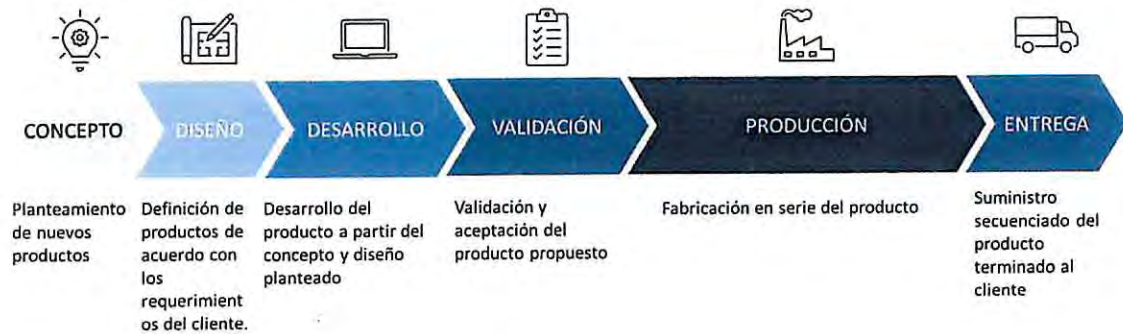 CONCEPTO
DISEÑO
DESARROLLO
VALIDACIÓN
PRODUCCIÓN
ENTREGA
Planteamiento
de nuevos
productos
Definición de
productos de
acuerdo con
los
requerimient
os del cliente.
Desarrollo del
producto a partir del
concepto y diseño
planteado
Validación y
aceptación del
producto propuesto
Fabricación en serie del producto
Suministro
secuenciado del
producto
terminado al
cliente